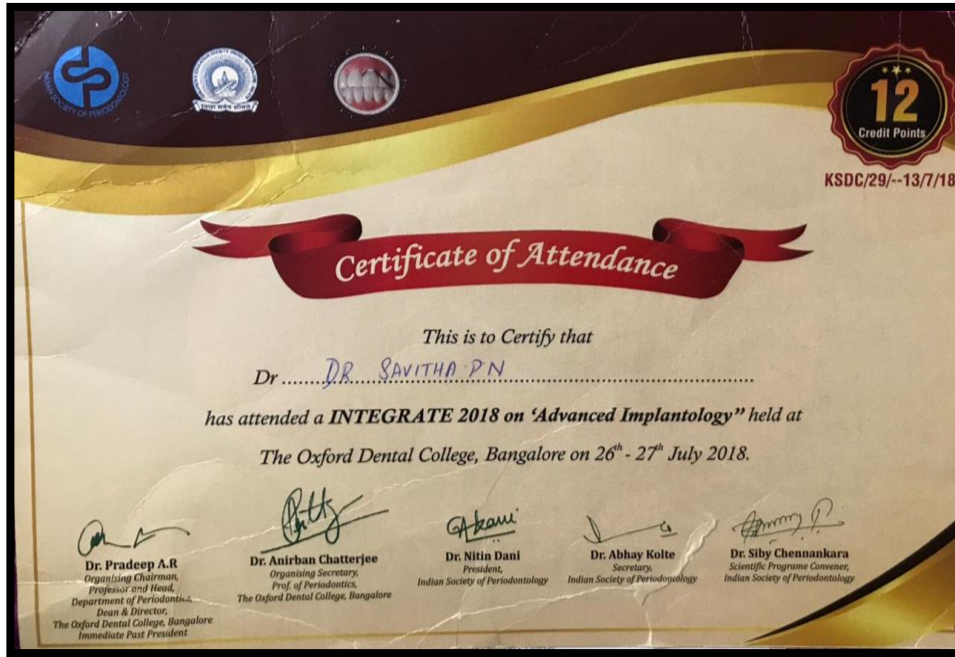 INDIAN SOCIETY OF PERIODONTOLOGY
12
Credit Points
KSDC/29/--13/7/18
Certificate of Attendance
This is to Certify that
Dr ........DR SAVITHA P N........
has attended a INTEGRATE 2018 on ‘Advanced Implantology” held at
The Oxford Dental College, Bangalore on 26th - 27th July 2018.
Dr. Pradeep A.R
Organising Chairman,
Professor and Head,
Department of Periodontics,
Dean & Director,
The Oxford Dental College, Bangalore
Immediate Past President
Dr. Anirban Chatterjee
Organising Secretary,
Prof. of Periodontics,
The Oxford Dental College, Bangalore
Dr. Nitin Dani
President,
Indian Society of Periodontology
Dr. Abhay Kolte
Secretary,
Indian Society of Periodontology
Dr. Siby Chennankara
Scientific Programe Convener,
Indian Society of Periodontology